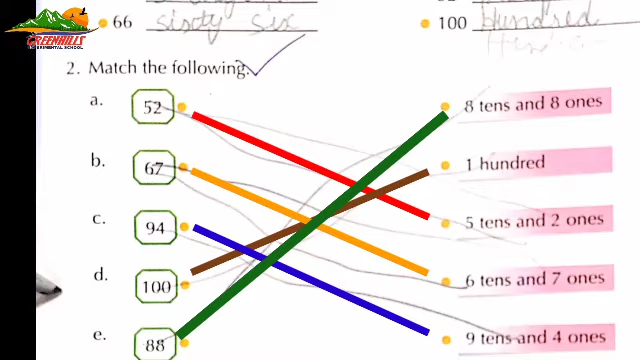 GREENHILLS
EXPERIMENTAL SCHOOL
66 sixty six
100 Hundred
2. Match the following.
a. 52 8 tens and 8 ones
b. 67 1 hundred
c. 94 5 tens and 2 ones
d. 100 6 tens and 7 ones
e. 88 9 tens and 4 ones